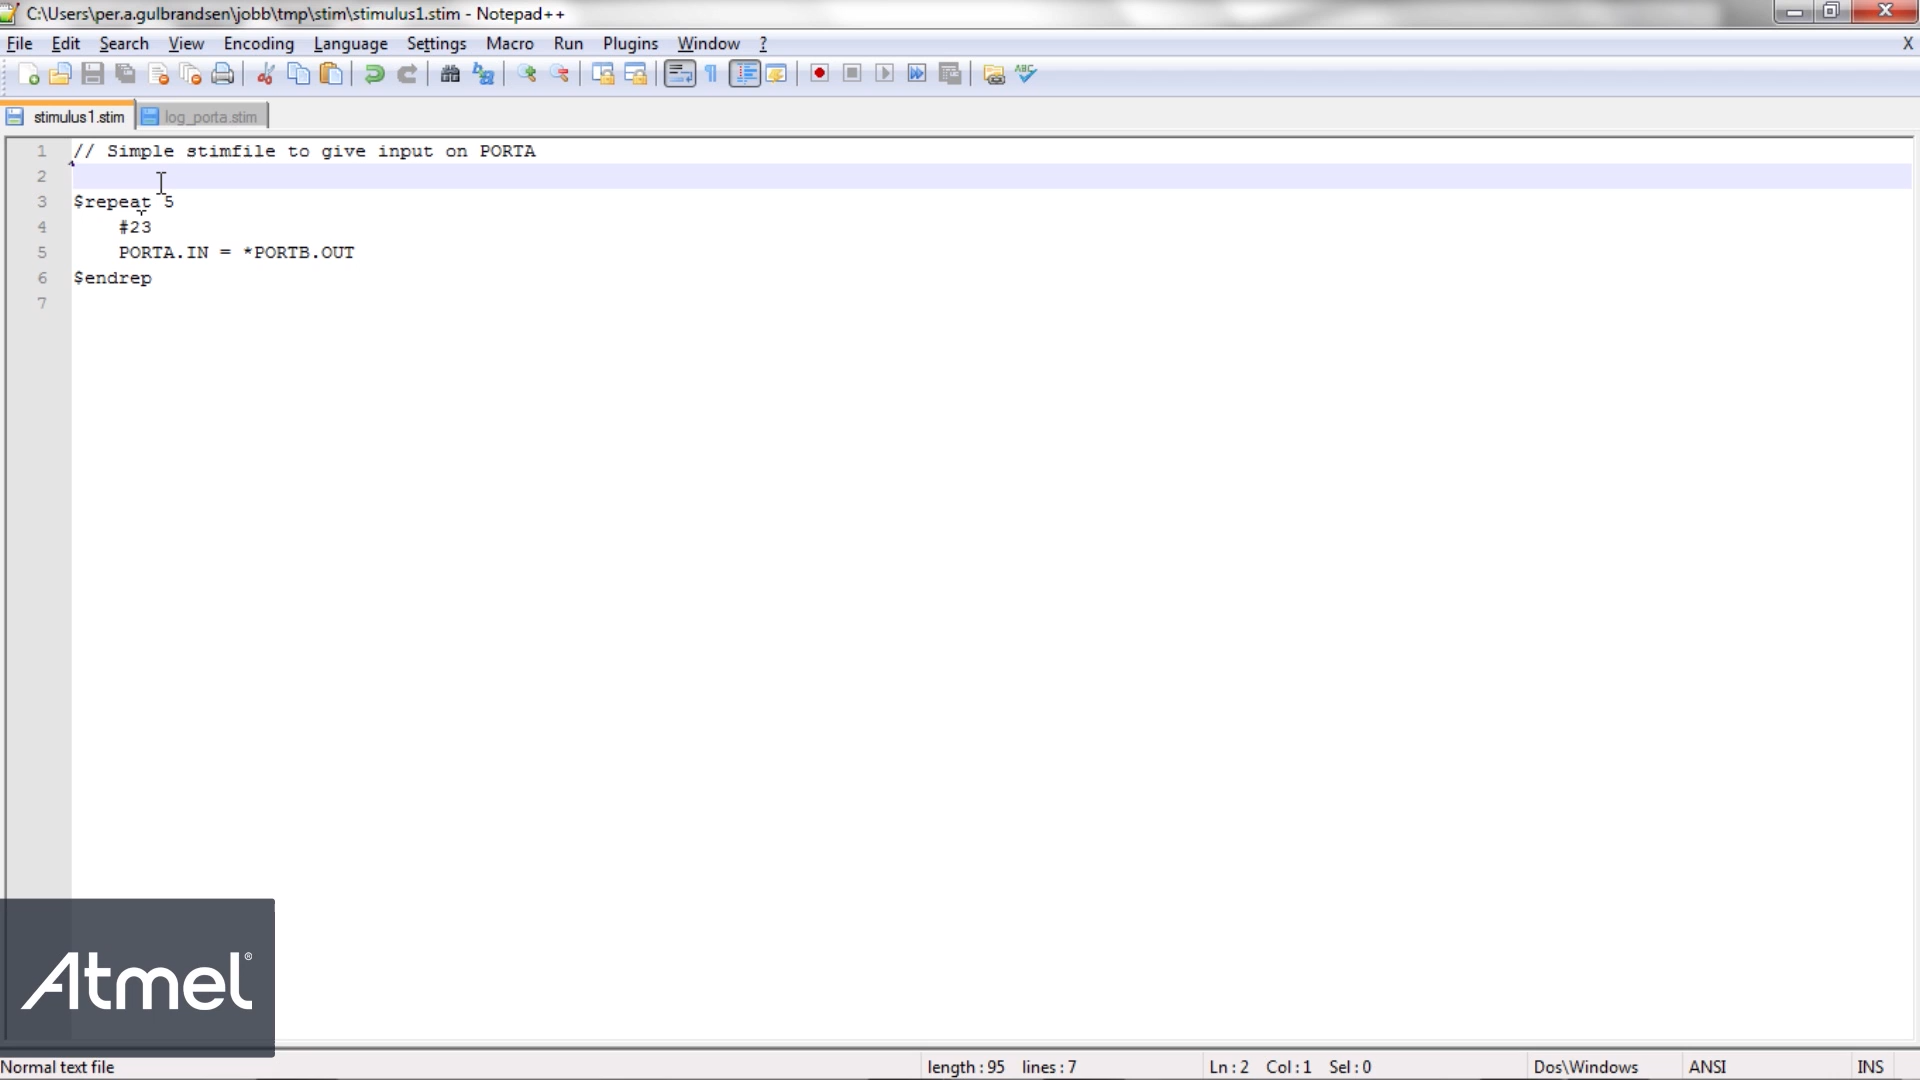 C:\Users\per.a.gulbrandsen\jobb\tmp\stim\stimulus1.stim - Notepad++
File Edit Search View Encoding Language Settings Macro Run Plugins Window ? X
stimulus1.stim log_porta.stim
1 // Simple stimfile to give input on PORTA
2
3 $repeat 5
4 #23
5 PORTA.IN = *PORTB.OUT
6 $endrep
7
Atmel®
Normal text file length : 95 lines : 7 Ln : 2 Col : 1 Sel : 0 Dos\Windows ANSI INS